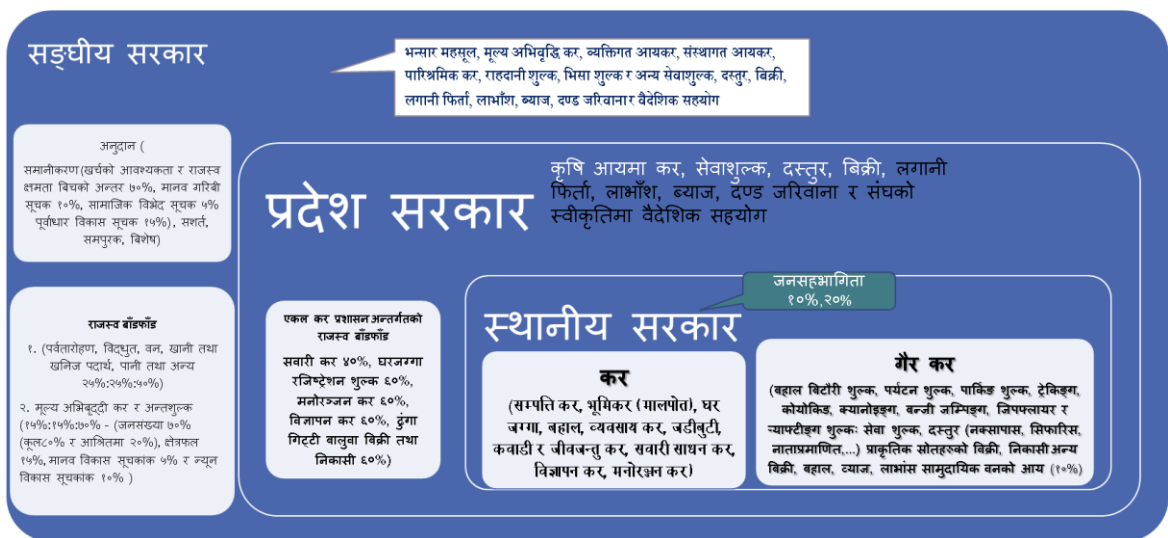 सङ्घीय सरकार
भन्सार महसूल, मूल्य अभिवृद्धि कर, व्यक्तिगत आयकर, संस्थागत आयकर,
पारिश्रमिक कर, राहदानी शुल्क, भिसा शुल्क र अन्य सेवाशुल्क, दस्तुर, बिक्री,
लगानी फिर्ता, लाभाँश, ब्याज, दण्ड जरिवाना र वैदेशिक सहयोग
अनुदान (
समानीकरण(खर्चको आवश्यकता र राजस्व
क्षमता बिचको अन्तर ७०%, मानव गरिबी
सूचक १०%, सामाजिक विभेद सूचक ५%
पूर्वाधार विकास सूचक १५%), सशर्त,
समपुरक, बिशेष)
राजस्व बाँडफाँड
१. (पर्वतारोहण, विद्धुत, वन, खानी तथा
खनिज पदार्थ, पानी तथा अन्य
२५%:२५%:५०%)
२. मूल्य अभिबृद्दी कर र अन्तशुल्क
(१५%:१५%:७०% - (जनसंख्या ७०%
(कूल८०% र आश्रितमा २०%), क्षेत्रफल
१५%, मानव विकास सूचकांक ५% र न्यून
विकास सूचकांक १०% )
प्रदेश सरकार
कृषि आयमा कर, सेवाशुल्क, दस्तुर, बिक्री, लगानी
फिर्ता, लाभाँश, ब्याज, दण्ड जरिवाना र संघको
स्वीकृतिमा वैदेशिक सहयोग
एकल कर प्रशासन अन्तर्गतको
राजस्व बाँडफाँड
सवारी कर ४०%, घरजग्गा
रजिष्ट्रेशन शुल्क ६०%,
मनोरञ्जन कर ६०%,
विज्ञापन कर ६०%, ढुंगा
गिट्टी बालुवा बिक्री तथा
निकासी ६०%)
जनसहभागिता
१०%,२०%
स्थानीय सरकार
कर
(सम्पति कर, भूमिकर (मालपोत), घर
जग्गा, बहाल, व्यवसाय कर, जडीबुटी,
कवाडी र जीवजन्तु कर, सवारी साधन कर,
विज्ञापन कर, मनोरञ्जन कर)
गैर कर
(बहाल बिटौरी शुल्क, पर्यटन शुल्क, पार्किङ शुल्क, ट्रेकिङ्ग,
कोयोकिङ, क्यानोइङ्ग, बन्जी जम्पिङ्ग, जिपफ्लायर र
र्‍याफ्टीङ्ग शुल्कः सेवा शुल्क, दस्तुर (नक्सापास, सिफारिस,
नाताप्रमाणित,...) प्राकृतिक स्रोतहरुको बिक्री, निकासी अन्य
बिक्री, बहाल, व्याज, लाभांस सामुदायिक वनको आय (१०%)